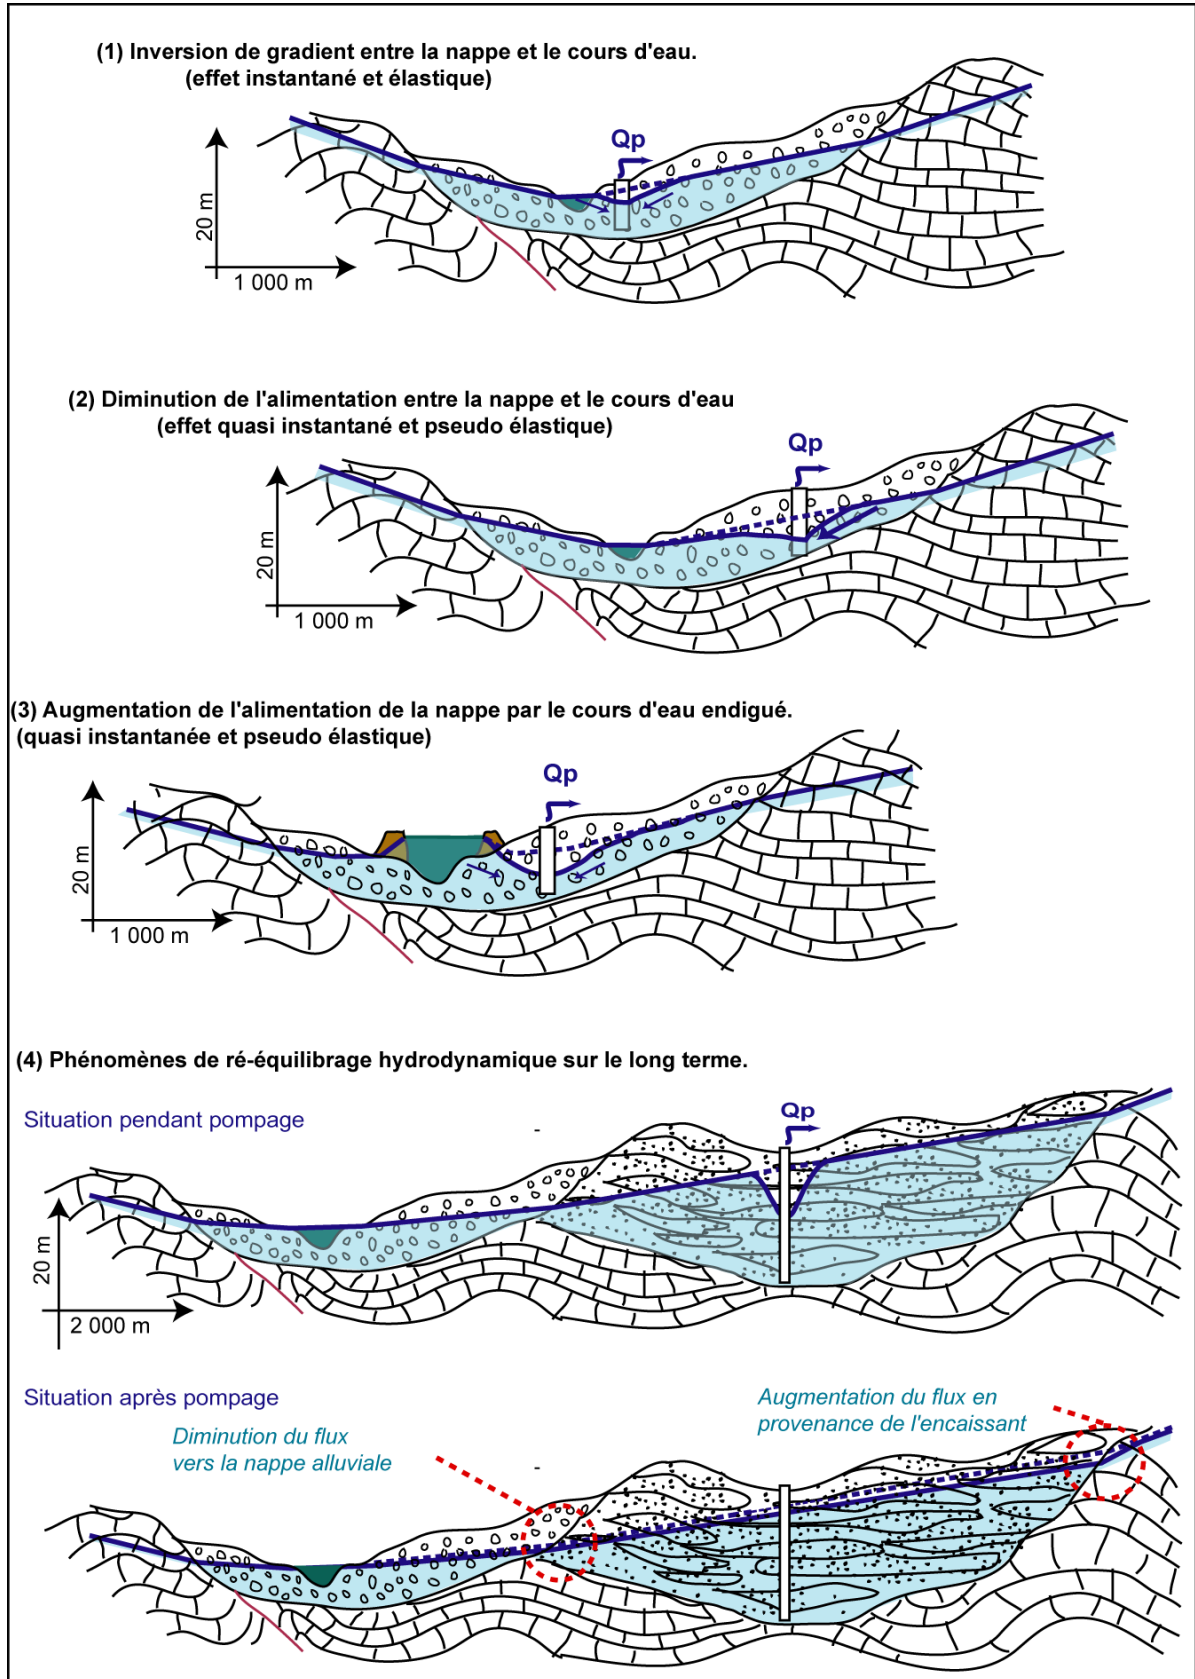 (1) Inversion de gradient entre la nappe et le cours d'eau.
(effet instantané et élastique)
Qp
20 m
1 000 m
(2) Diminution de l'alimentation entre la nappe et le cours d'eau
(effet quasi instantané et pseudo élastique)
Qp
20 m
1 000 m
(3) Augmentation de l'alimentation de la nappe par le cours d'eau endigué.
(quasi instantanée et pseudo élastique)
Qp
20 m
1 000 m
(4) Phénomènes de ré-équilibrage hydrodynamique sur le long terme.
Situation pendant pompage
Qp
20 m
2 000 m
Situation après pompage
Diminution du flux
vers la nappe alluviale
Augmentation du flux en
provenance de l'encaissant